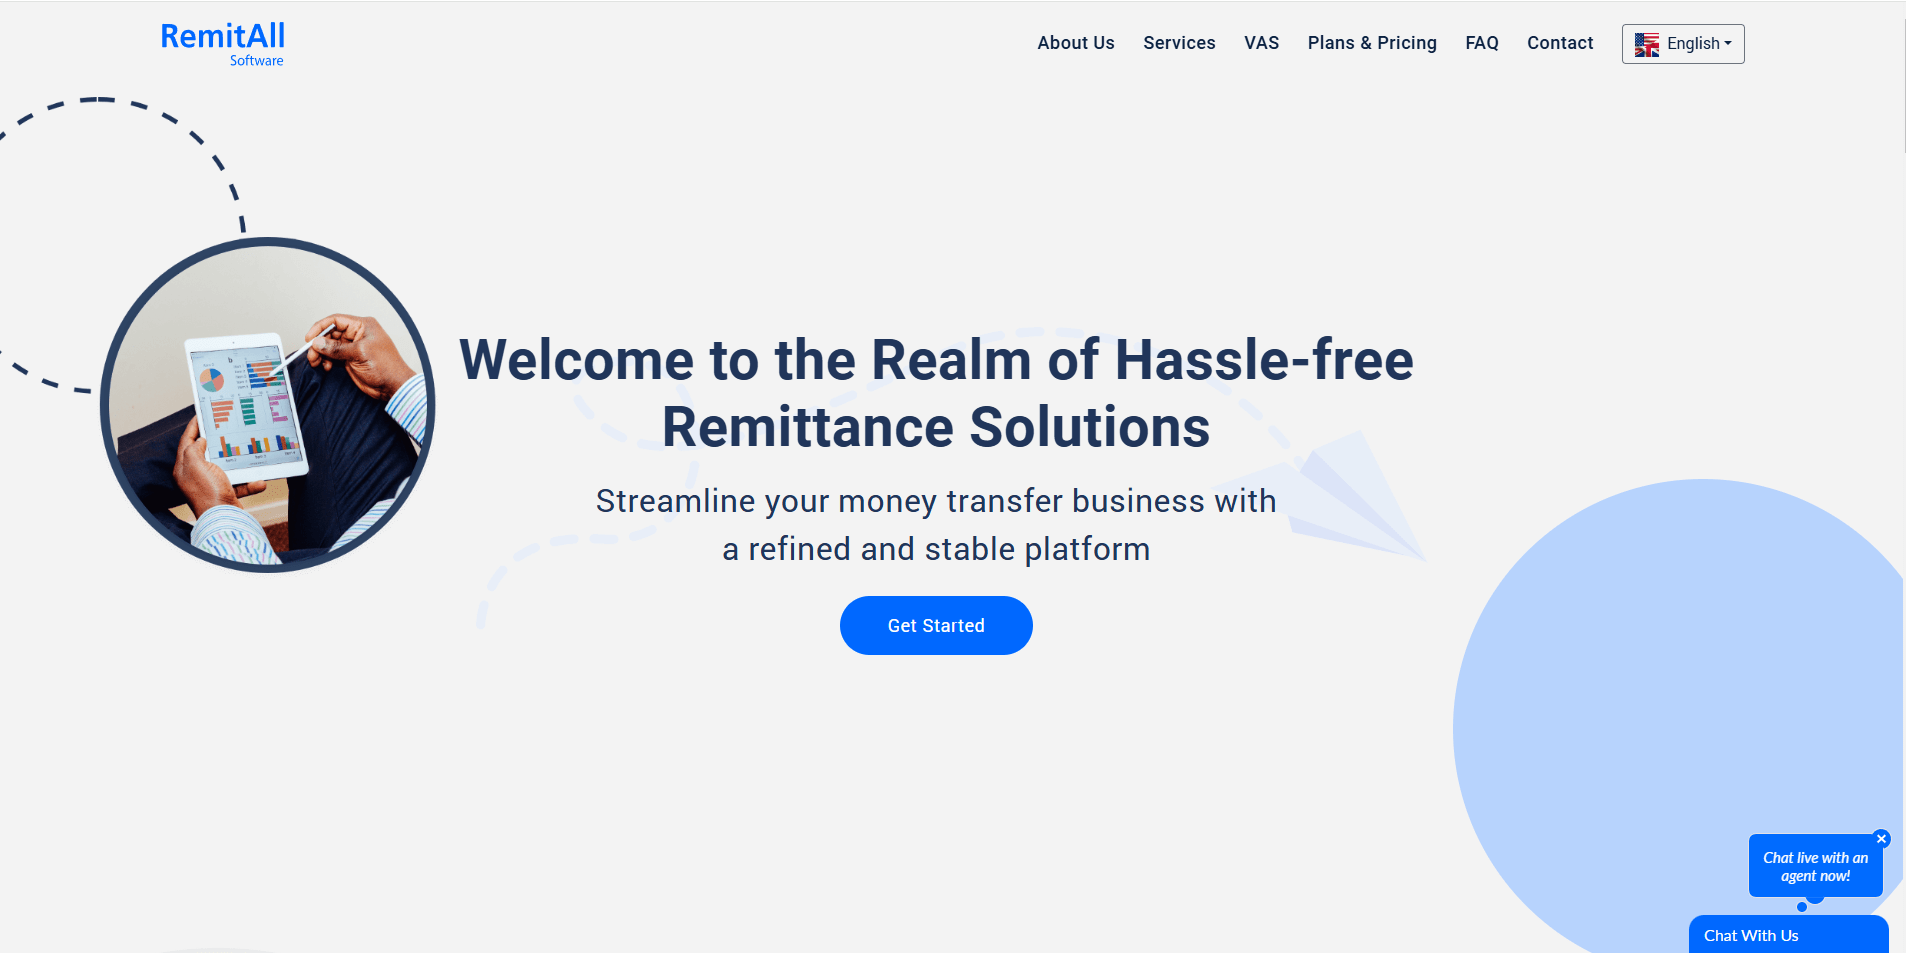 RemitAll
Software
About Us
Services
VAS
Plans & Pricing
FAQ
Contact
English
Welcome to the Realm of Hassle-free
Remittance Solutions
Streamline your money transfer business with
a refined and stable platform
Get Started
Chat live with an
agent now!
Chat With Us